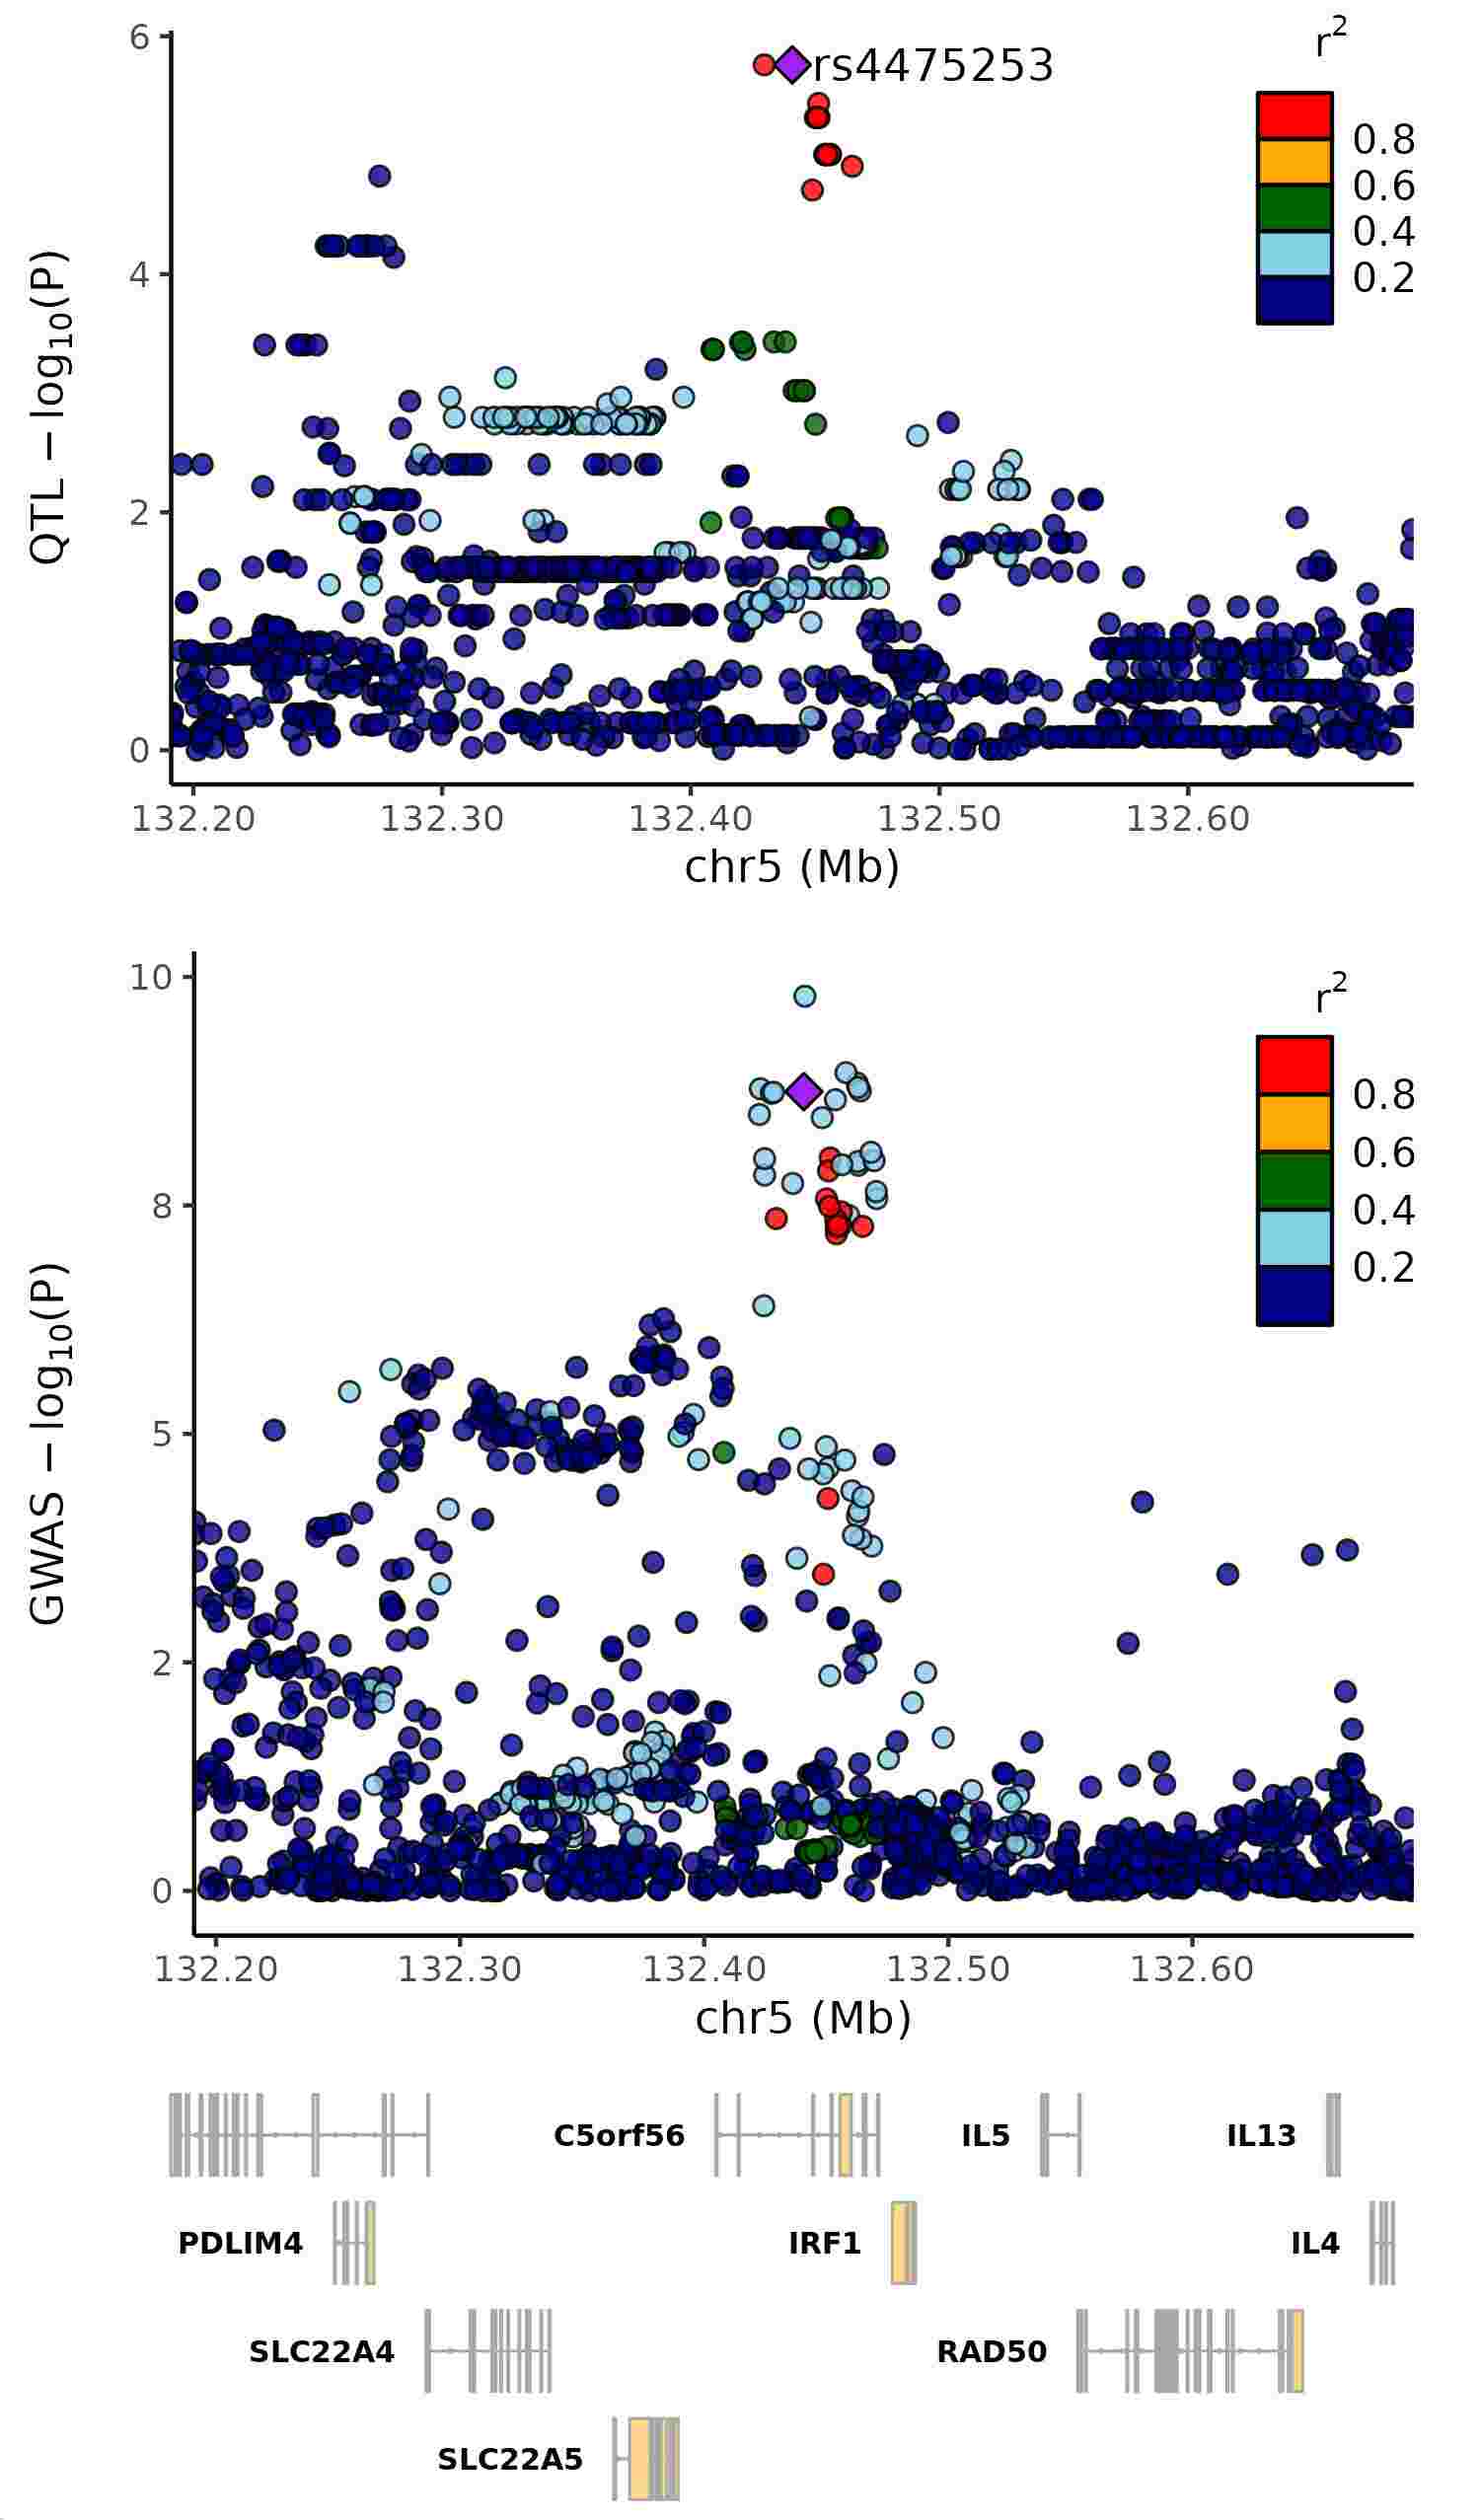 QTL − log10(P)
6
4
2
0
rs4475253
r2
0.8
0.6
0.4
0.2
132.20 132.30 132.40 132.50 132.60
chr5 (Mb)
GWAS − log10(P)
10
8
5
2
0
r2
0.8
0.6
0.4
0.2
132.20 132.30 132.40 132.50 132.60
chr5 (Mb)
C5orf56 IL5 IL13
PDLIM4 IRF1 IL4
SLC22A4 RAD50
SLC22A5